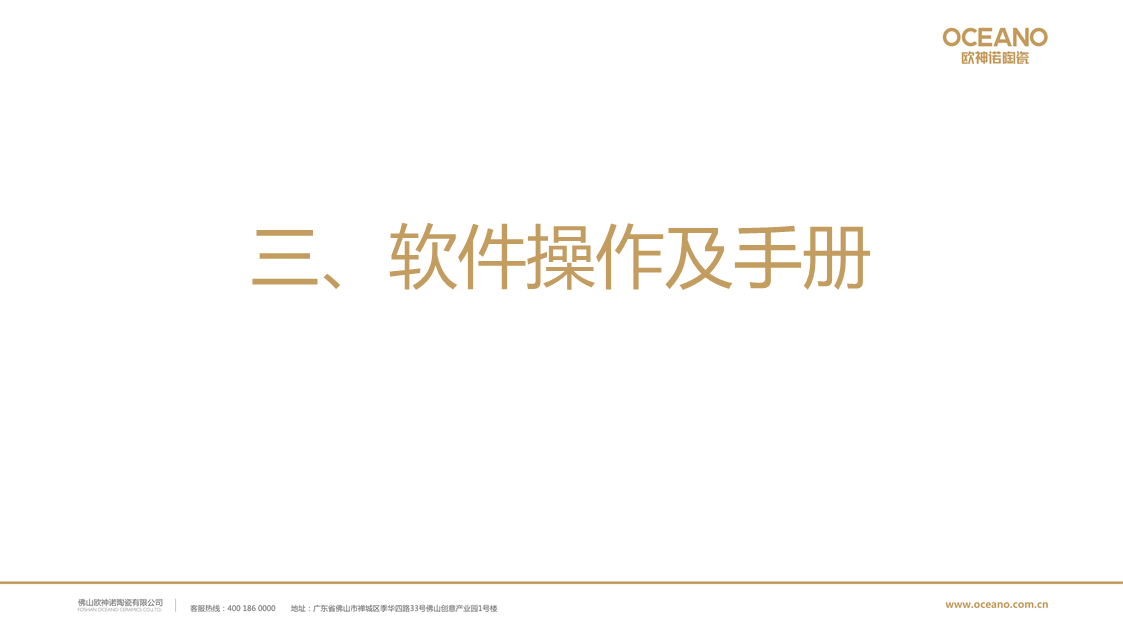 OCEANO
欧神诺陶瓷
三、软件操作及手册
佛山欧神诺陶瓷有限公司
FOSHAN OCEANO CERAMICS CO.,LTD.
客服热线：400 186 0000 地址：广东省佛山市禅城区季华四路33号佛山创意产业园1号楼
www.oceano.com.cn